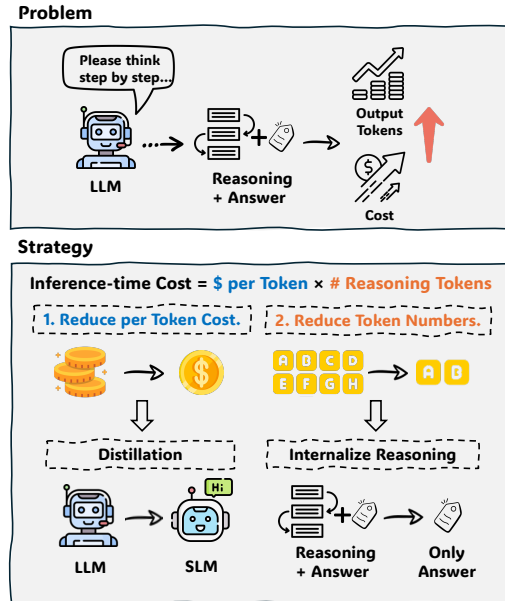 Problem
Please think
step by step...
LLM
Reasoning
+ Answer
Output
Tokens
$
Cost
Strategy
Inference-time Cost = $ per Token × # Reasoning Tokens
1. Reduce per Token Cost.
2. Reduce Token Numbers.
$
A B C D
E F G H
A B
Distillation
Internalize Reasoning
Hi
LLM
SLM
Reasoning
+ Answer
Only
Answer